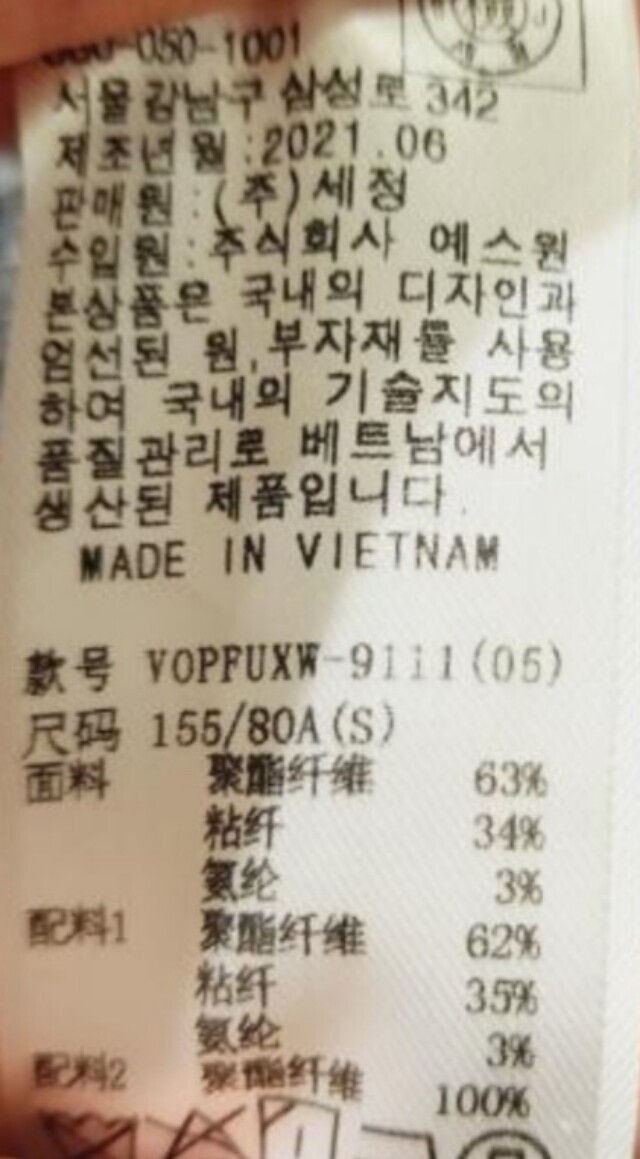 080-050-1001
서울 강남구 삼성로 342
제조년월:2021.06
판매원:(주)세정
수입원:주식회사 에스원
본상품은 국내의 디자인과
엄선된 원,부자재를 사용
하여 국내의 기술지도의
품질관리로 베트남에서
생산된 제품입니다.
MADE IN VIETNAM
款号 VOPFUXW-9111(05)
尺码 155/80A(S)
面料 聚酯纤维 63%
粘纤 34%
氨纶 3%
配料1 聚酯纤维 62%
粘纤 35%
氨纶 3%
配料2 聚酯纤维 100%